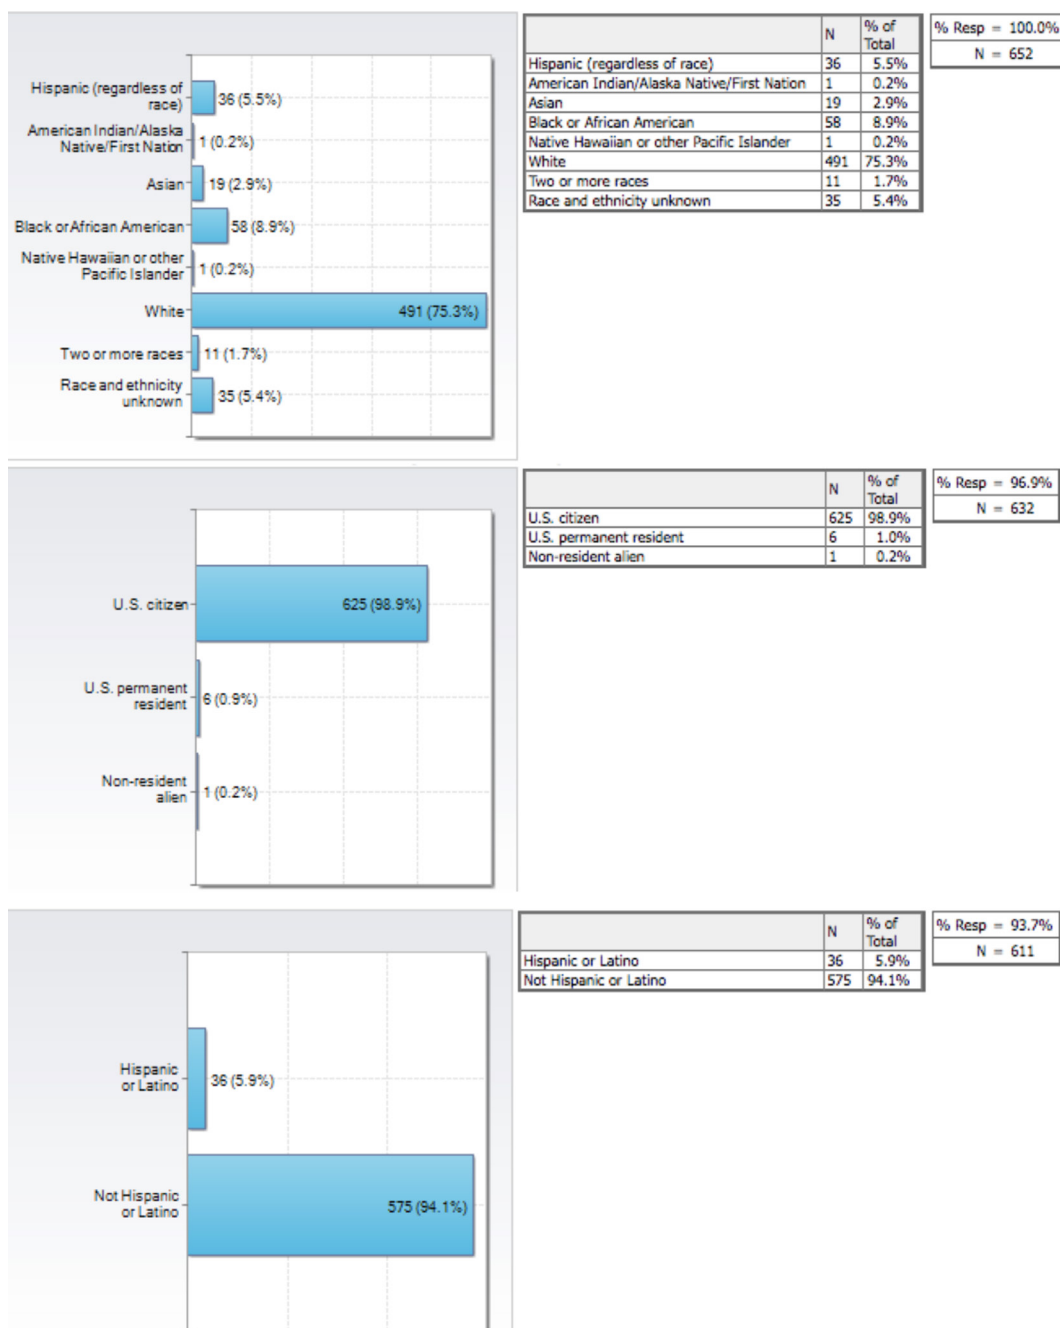 Hispanic (regardless of
race)
36 (5.5%)
American Indian/Alaska
Native/First Nation
1 (0.2%)
Asian
19 (2.9%)
Black or African American
58 (8.9%)
Native Hawaiian or other
Pacific Islander
1 (0.2%)
White
491 (75.3%)
Two or more races
11 (1.7%)
Race and ethnicity
unknown
35 (5.4%)
N % of
Total
Hispanic (regardless of race) 36 5.5%
American Indian/Alaska Native/First Nation 1 0.2%
Asian 19 2.9%
Black or African American 58 8.9%
Native Hawaiian or other Pacific Islander 1 0.2%
White 491 75.3%
Two or more races 11 1.7%
Race and ethnicity unknown 35 5.4%
% Resp = 100.0%
N = 652
U.S. citizen
625 (98.9%)
U.S. permanent
resident
6 (0.9%)
Non-resident
alien
1 (0.2%)
N % of
Total
U.S. citizen 625 98.9%
U.S. permanent resident 6 1.0%
Non-resident alien 1 0.2%
% Resp = 96.9%
N = 632
Hispanic
or Latino
36 (5.9%)
Not Hispanic
or Latino
575 (94.1%)
N % of
Total
Hispanic or Latino 36 5.9%
Not Hispanic or Latino 575 94.1%
% Resp = 93.7%
N = 611